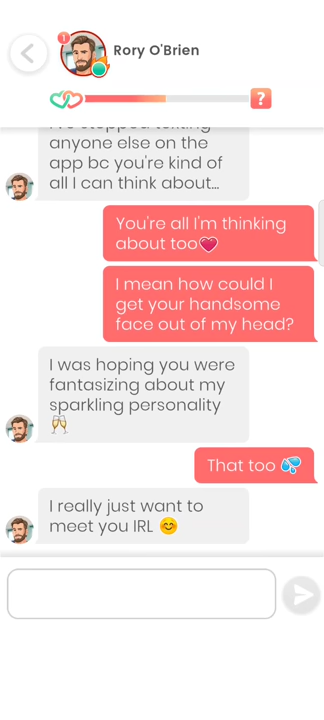 1
Rory O'Brien
?
anyone else on the
app bc you're kind of
all I can think about...
You're all I'm thinking
about too💗
I mean how could I
get your handsome
face out of my head?
I was hoping you were
fantasizing about my
sparkling personality
🥂
That too 💦
I really just want to
meet you IRL 😊